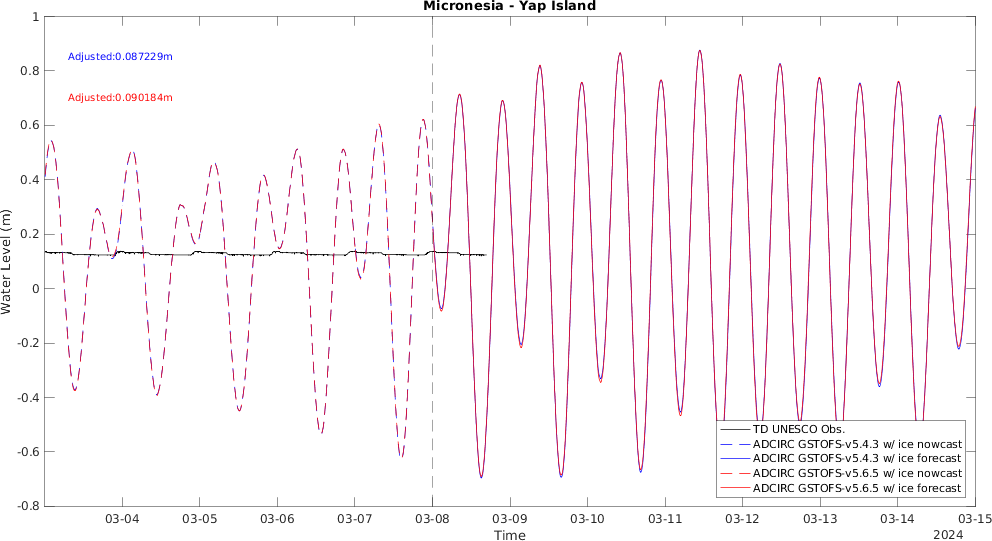 Micronesia - Yap Island
Adjusted:0.087229m
Adjusted:0.090184m
Water Level (m)
1
0.8
0.6
0.4
0.2
0
-0.2
-0.4
-0.6
-0.8
TD UNESCO Obs.
ADCIRC GSTOFS-v5.4.3 w/ ice nowcast
ADCIRC GSTOFS-v5.4.3 w/ ice forecast
ADCIRC GSTOFS-v5.6.5 w/ ice nowcast
ADCIRC GSTOFS-v5.6.5 w/ ice forecast
03-04 03-05 03-06 03-07 03-08 03-09 03-10 03-11 03-12 03-13 03-14 03-15
Time
2024